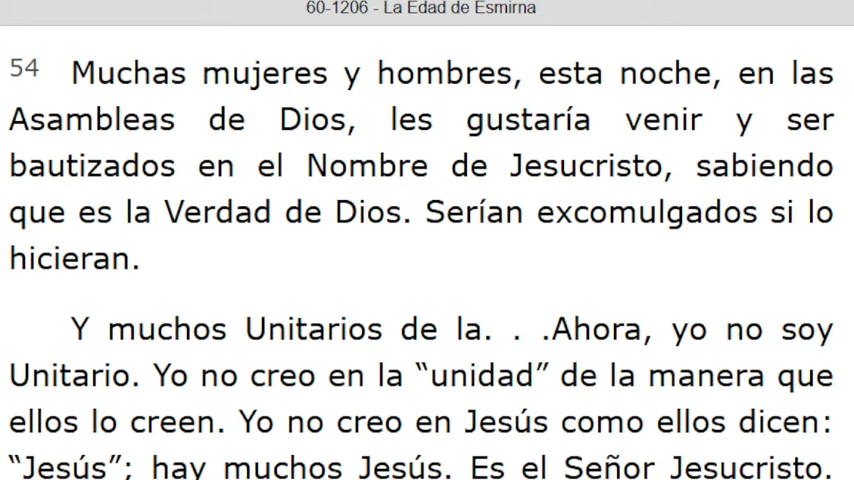 60-1206 - La Edad de Esmirna
54 Muchas mujeres y hombres, esta noche, en las
Asambleas de Dios, les gustaría venir y ser
bautizados en el Nombre de Jesucristo, sabiendo
que es la Verdad de Dios. Serían excomulgados si lo
hicieran.
Y muchos Unitarios de la. . .Ahora, yo no soy
Unitario. Yo no creo en la “unidad” de la manera que
ellos lo creen. Yo no creo en Jesús como ellos dicen:
“Jesús”; hay muchos Jesús. Es el Señor Jesucristo.